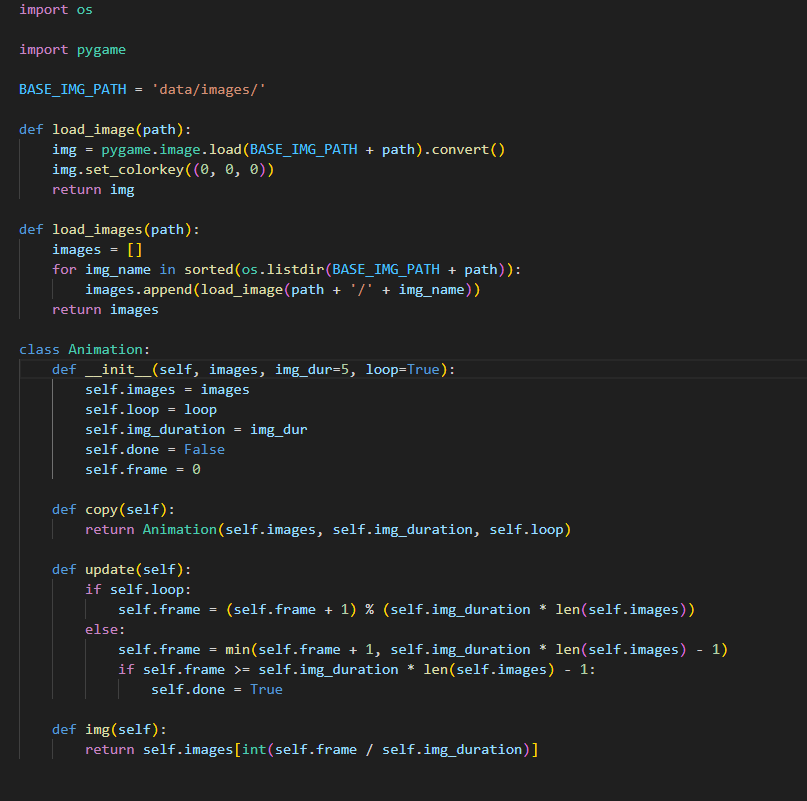 import os
import pygame
BASE_IMG_PATH = 'data/images/'
def load_image(path):
    img = pygame.image.load(BASE_IMG_PATH + path).convert()
    img.set_colorkey((0, 0, 0))
    return img
def load_images(path):
    images = []
    for img_name in sorted(os.listdir(BASE_IMG_PATH + path)):
        images.append(load_image(path + '/' + img_name))
    return images
class Animation:
    def __init__(self, images, img_dur=5, loop=True):
        self.images = images
        self.loop = loop
        self.img_duration = img_dur
        self.done = False
        self.frame = 0
    def copy(self):
        return Animation(self.images, self.img_duration, self.loop)
    def update(self):
        if self.loop:
            self.frame = (self.frame + 1) % (self.img_duration * len(self.images))
        else:
            self.frame = min(self.frame + 1, self.img_duration * len(self.images) - 1)
            if self.frame >= self.img_duration * len(self.images) - 1:
                self.done = True
    def img(self):
        return self.images[int(self.frame / self.img_duration)]